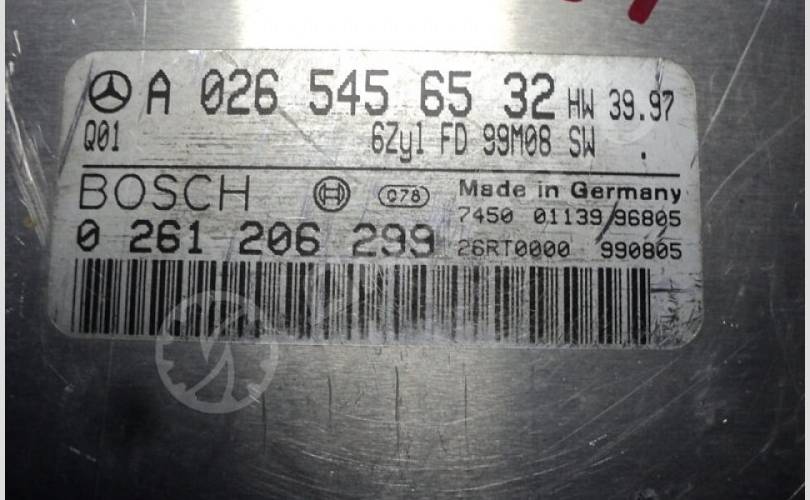 A 026 545 65 32 HW 39.97
Q01 6Zyl FD 99M08 SW .
BOSCH 078 Made in Germany
7450 01139 96805
0 261 206 299 26RT0000 990805